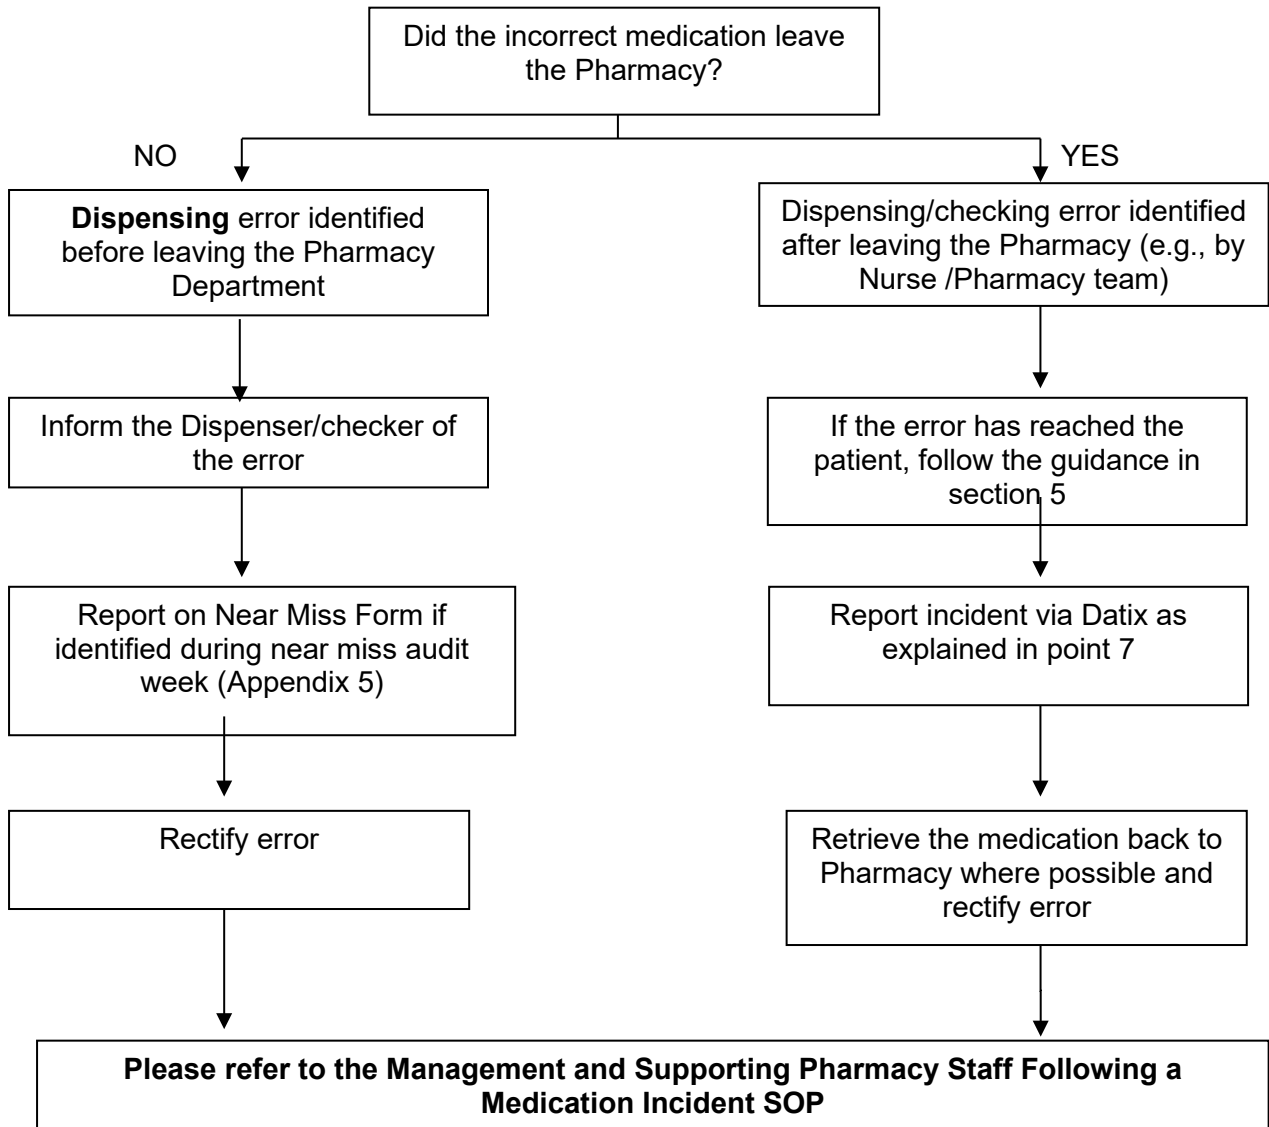 Did the incorrect medication leave
the Pharmacy?
NO
YES
Dispensing error identified
before leaving the Pharmacy
Department
Dispensing/checking error identified
after leaving the Pharmacy (e.g., by
Nurse /Pharmacy team)
Inform the Dispenser/checker of
the error
If the error has reached the
patient, follow the guidance in
section 5
Report on Near Miss Form if
identified during near miss audit
week (Appendix 5)
Report incident via Datix as
explained in point 7
Rectify error
Retrieve the medication back to
Pharmacy where possible and
rectify error
Please refer to the Management and Supporting Pharmacy Staff Following a
Medication Incident SOP